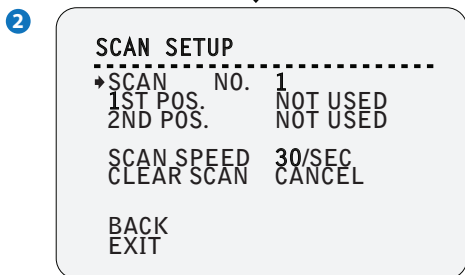 2
SCAN SETUP
SCAN NO. 1
1ST POS. NOT USED
2ND POS. NOT USED
SCAN SPEED 30/SEC
CLEAR SCAN CANCEL
BACK
EXIT